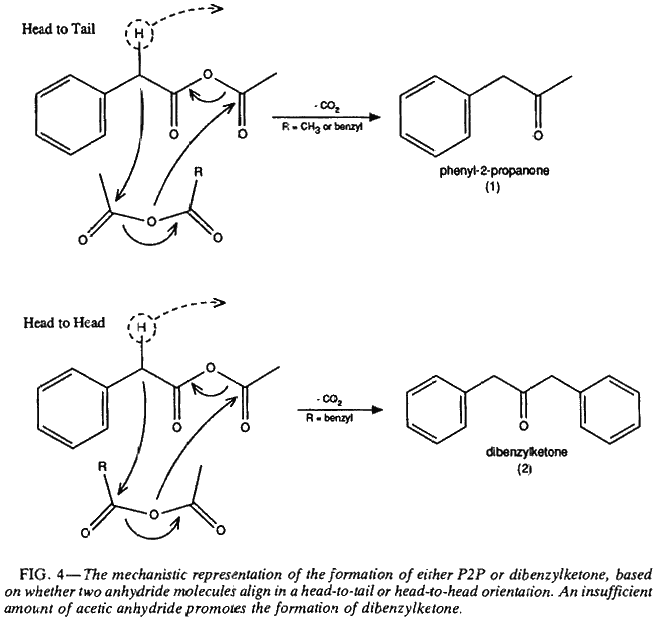 Head to Tail
H
O
O
O
- CO₂
R = CH₃ or benzyl
O
phenyl-2-propanone
(1)
R
O
O
O
Head to Head
H
O
O
O
- CO₂
R = benzyl
O
dibenzylketone
(2)
R
O
O
O
FIG. 4—The mechanistic representation of the formation of either P2P or dibenzylketone, based
on whether two anhydride molecules align in a head-to-tail or head-to-head orientation. An insufficient
amount of acetic anhydride promotes the formation of dibenzylketone.